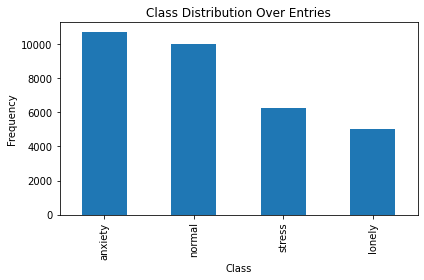 Class Distribution Over Entries
Frequency
10000
8000
6000
4000
2000
0
anxiety
normal
stress
lonely
Class